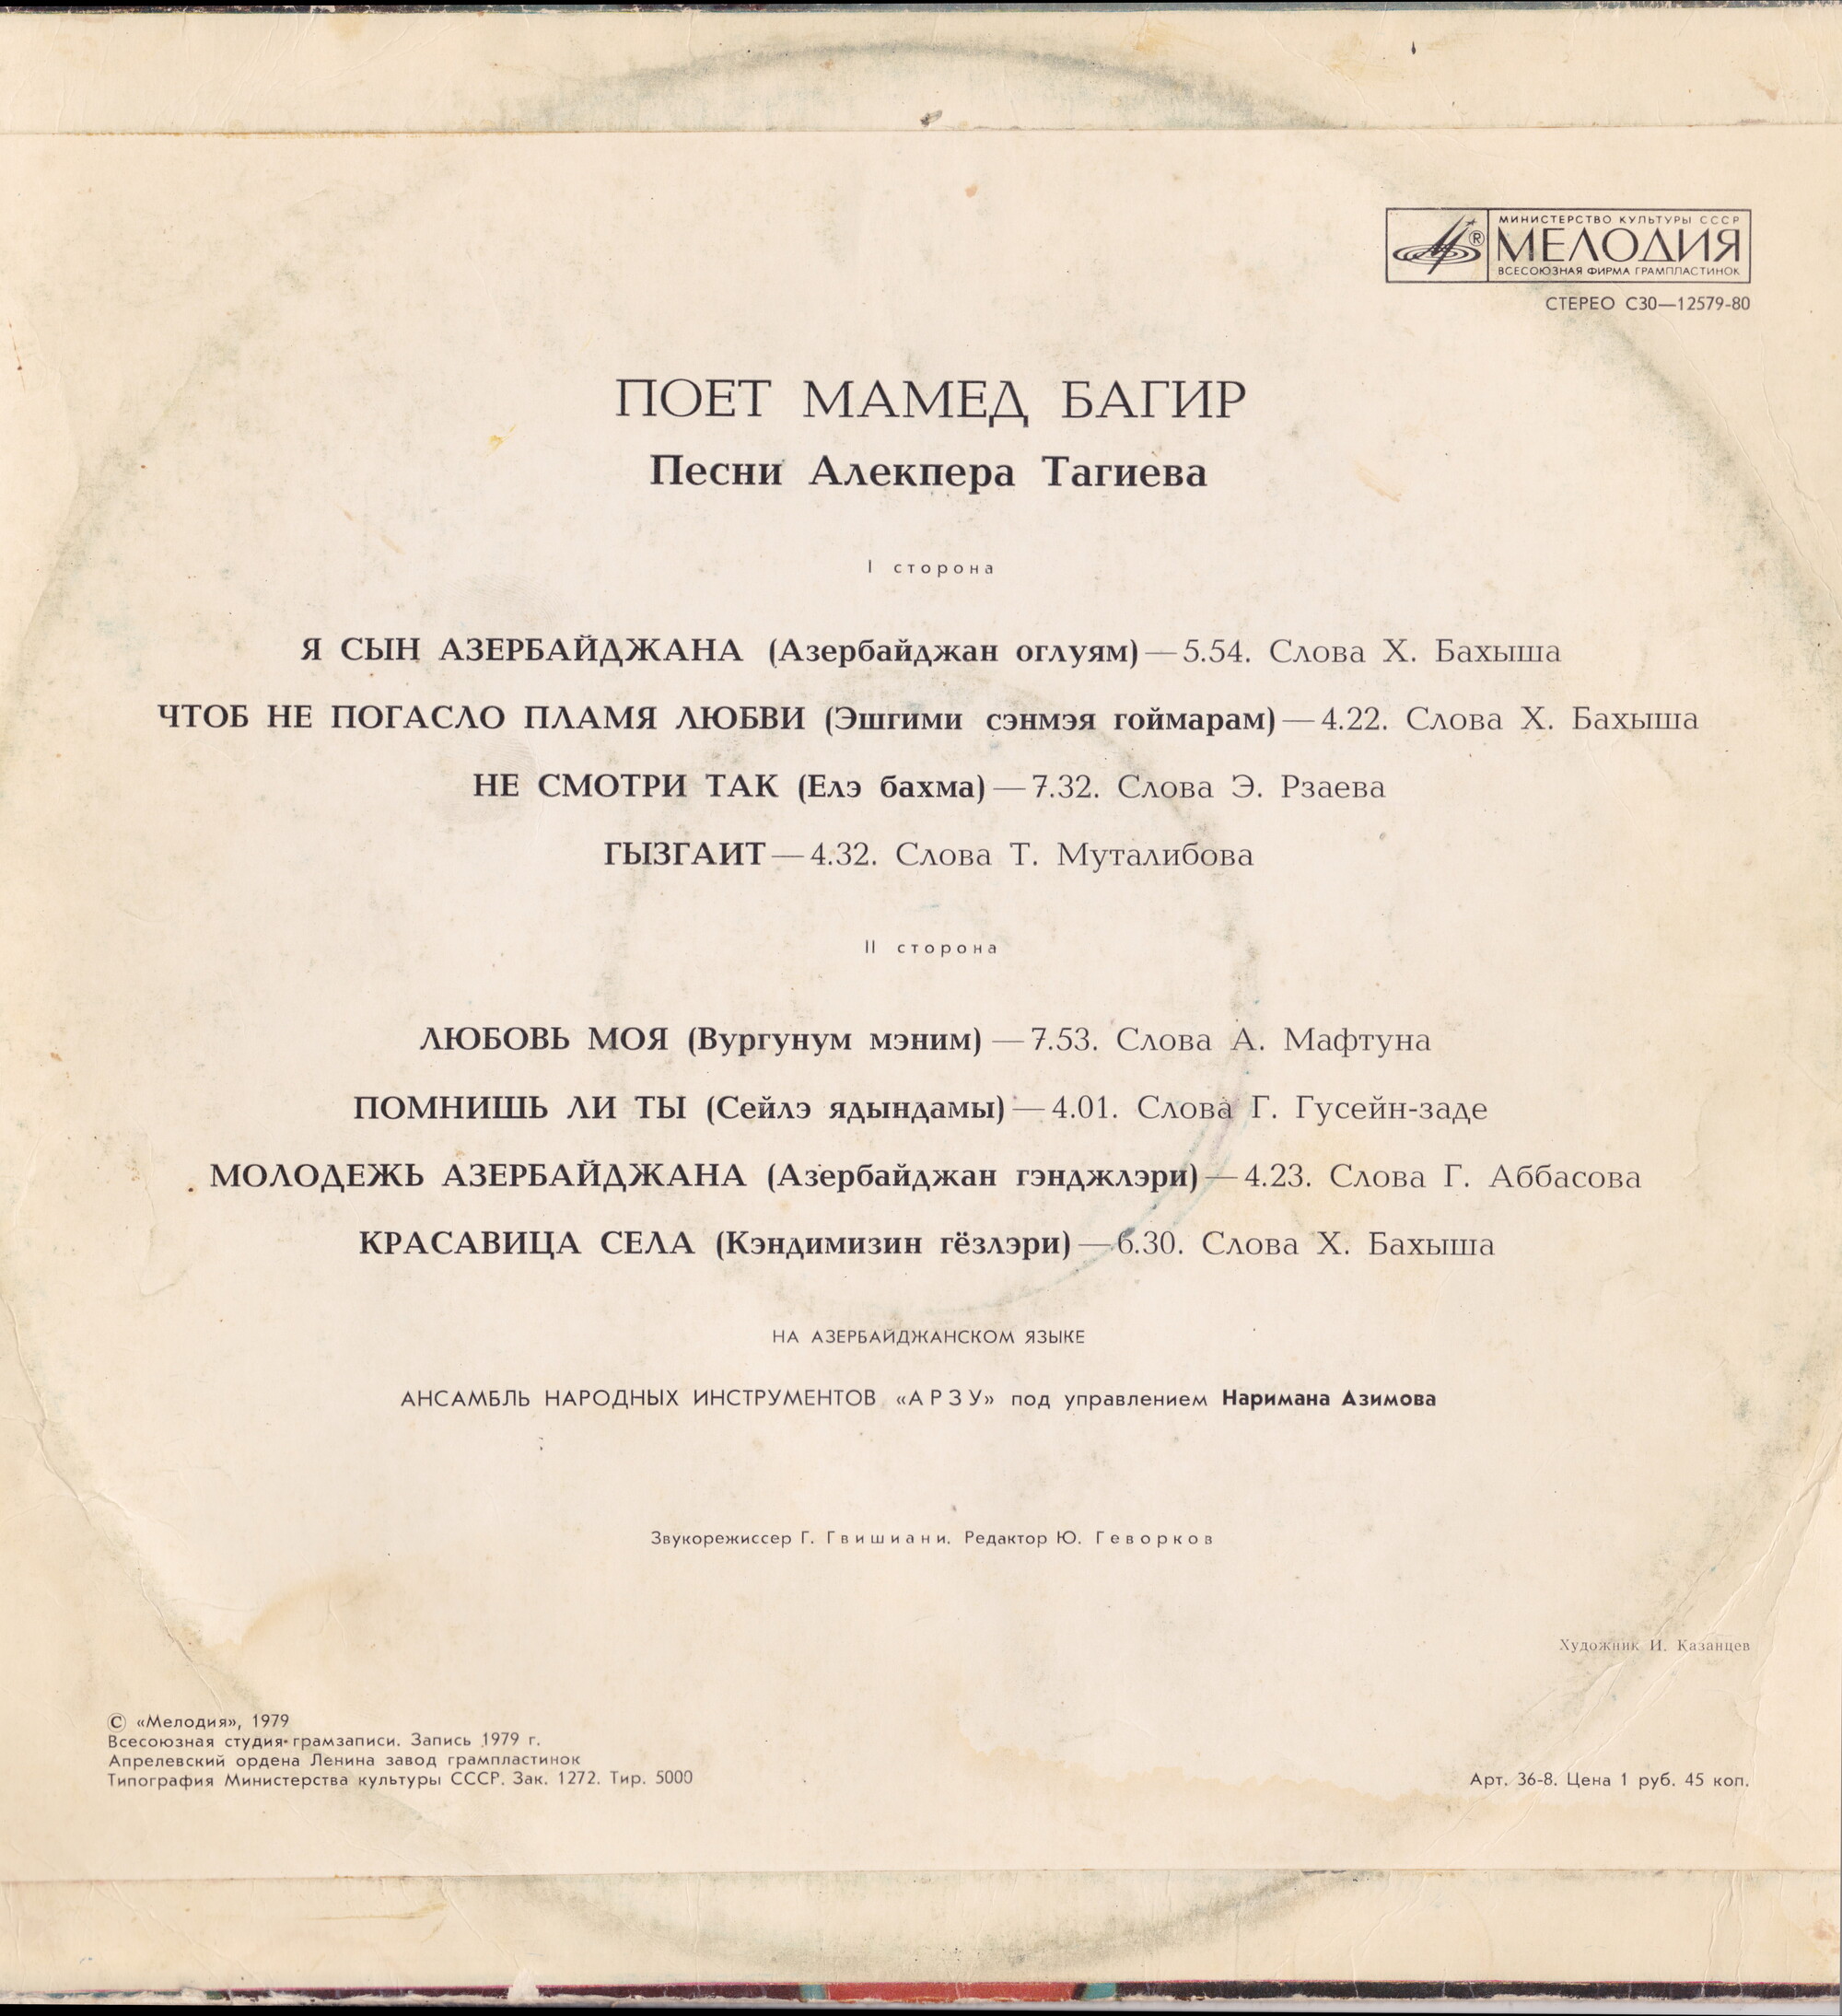 МИНИСТЕРСТВО КУЛЬТУРЫ СССР
МЕЛОДИЯ
ВСЕСОЮЗНАЯ ФИРМА ГРАМПЛАСТИНОК
СТЕРЕО С30—12579-80
ПОЕТ МАМЕД БАГИР
Песни Алекпера Тагиева
I сторона
Я СЫН АЗЕРБАЙДЖАНА (Азербайджан оглуям) — 5.54. Слова Х. Бахыша
ЧТОБ НЕ ПОГАСЛО ПЛАМЯ ЛЮБВИ (Эшгими сэнмэя гоймарам) — 4.22. Слова Х. Бахыша
НЕ СМОТРИ ТАК (Елэ бахма) — 7.32. Слова Э. Рзаева
ГЫЗГАИТ — 4.32. Слова Т. Муталибова
II сторона
ЛЮБОВЬ МОЯ (Вургунум мэним) — 7.53. Слова А. Мафтуна
ПОМНИШЬ ЛИ ТЫ (Сейлэ ядындамы) — 4.01. Слова Г. Гусейн-заде
МОЛОДЕЖЬ АЗЕРБАЙДЖАНА (Азербайджан гэнджлэри) — 4.23. Слова Г. Аббасова
КРАСАВИЦА СЕЛА (Кэндимизин гёзлэри) — 6.30. Слова Х. Бахыша
НА АЗЕРБАЙДЖАНСКОМ ЯЗЫКЕ
АНСАМБЛЬ НАРОДНЫХ ИНСТРУМЕНТОВ «АРЗУ» под управлением Наримана Азимова
Звукорежиссер Г. Гвишиани. Редактор Ю. Геворков
Художник И. Казанцев
© «Мелодия», 1979
Всесоюзная студия грамзаписи. Запись 1979 г.
Апрелевский ордена Ленина завод грампластинок
Типография Министерства культуры СССР. Зак. 1272. Тир. 5000
Арт. 36-8. Цена 1 руб. 45 коп.